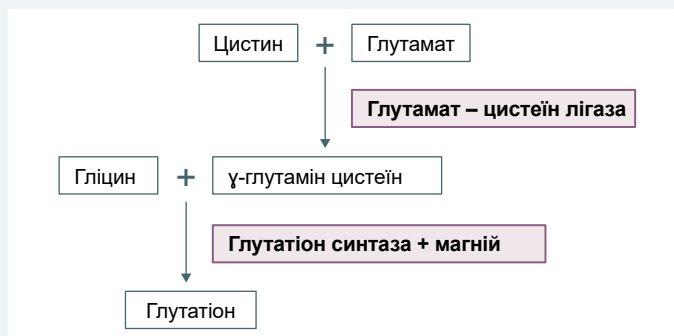 Цистин + Глутамат
Глутамат – цистеїн лігаза
Гліцин + ɣ-глутамін цистеїн
Глутатіон синтаза + магній
Глутатіон